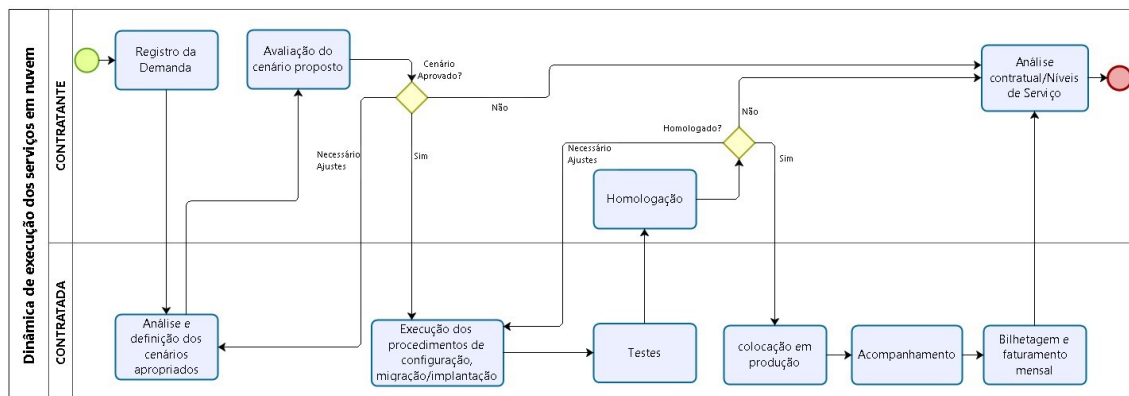 Dinâmica de execução dos serviços em nuvem
CONTRATANTE
Registro da
Demanda
Avaliação do
cenário proposto
Cenário
Aprovado?
Não
Necessário
Ajustes
Sim
Homologado?
Não
Necessário
Ajustes
Sim
Homologação
Análise
contratual/Níveis
de Serviço
CONTRATADA
Análise e
definição dos
cenários
apropriados
Execução dos
procedimentos de
configuração,
migração/implantação
Testes
colocação em
produção
Acompanhamento
Bilhetagem e
faturamento
mensal